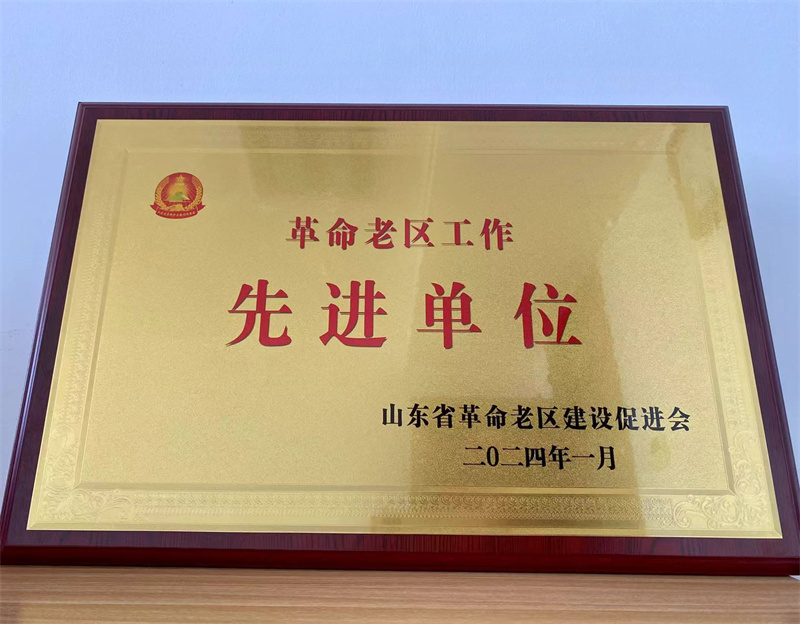 革命老区工作
先进单位
山东省革命老区建设促进会
二〇二四年一月